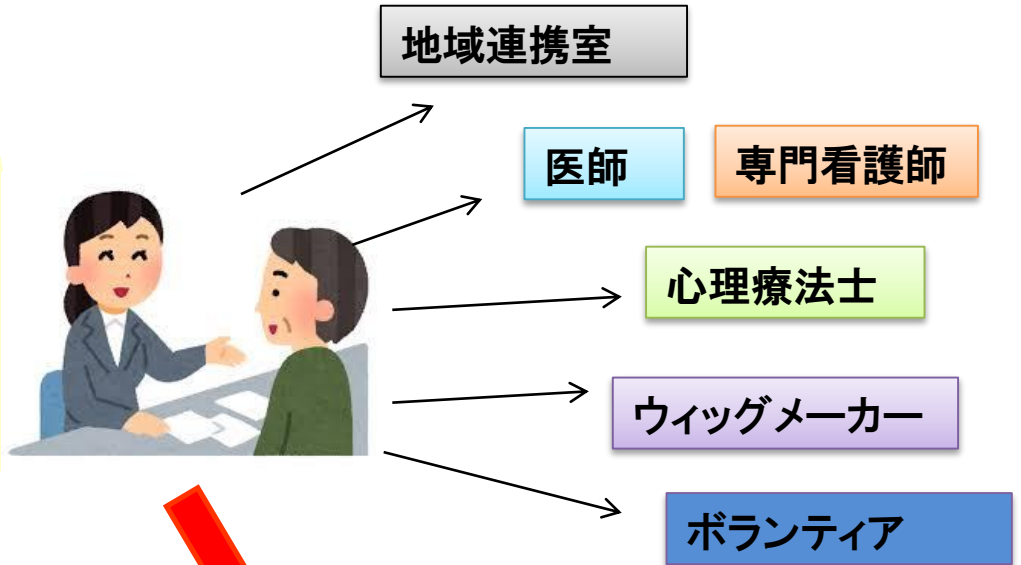 地域連携室
医師
専門看護師
心理療法士
ウィッグメーカー
ボランティア